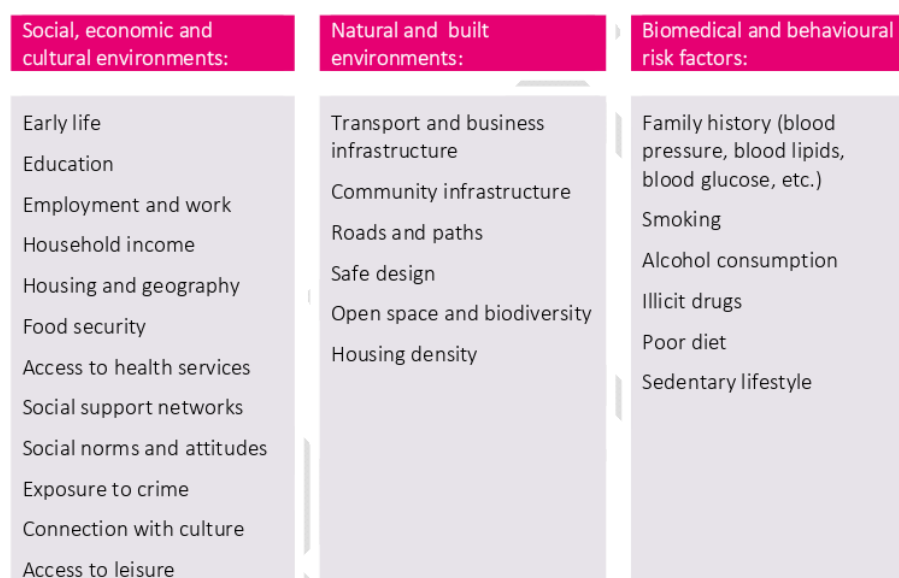 Social, economic and
cultural environments:
Early life
Education
Employment and work
Household income
Housing and geography
Food security
Access to health services
Social support networks
Social norms and attitudes
Exposure to crime
Connection with culture
Access to leisure
Natural and built
environments:
Transport and business
infrastructure
Community infrastructure
Roads and paths
Safe design
Open space and biodiversity
Housing density
Biomedical and behavioural
risk factors:
Family history (blood
pressure, blood lipids,
blood glucose, etc.)
Smoking
Alcohol consumption
Illicit drugs
Poor diet
Sedentary lifestyle